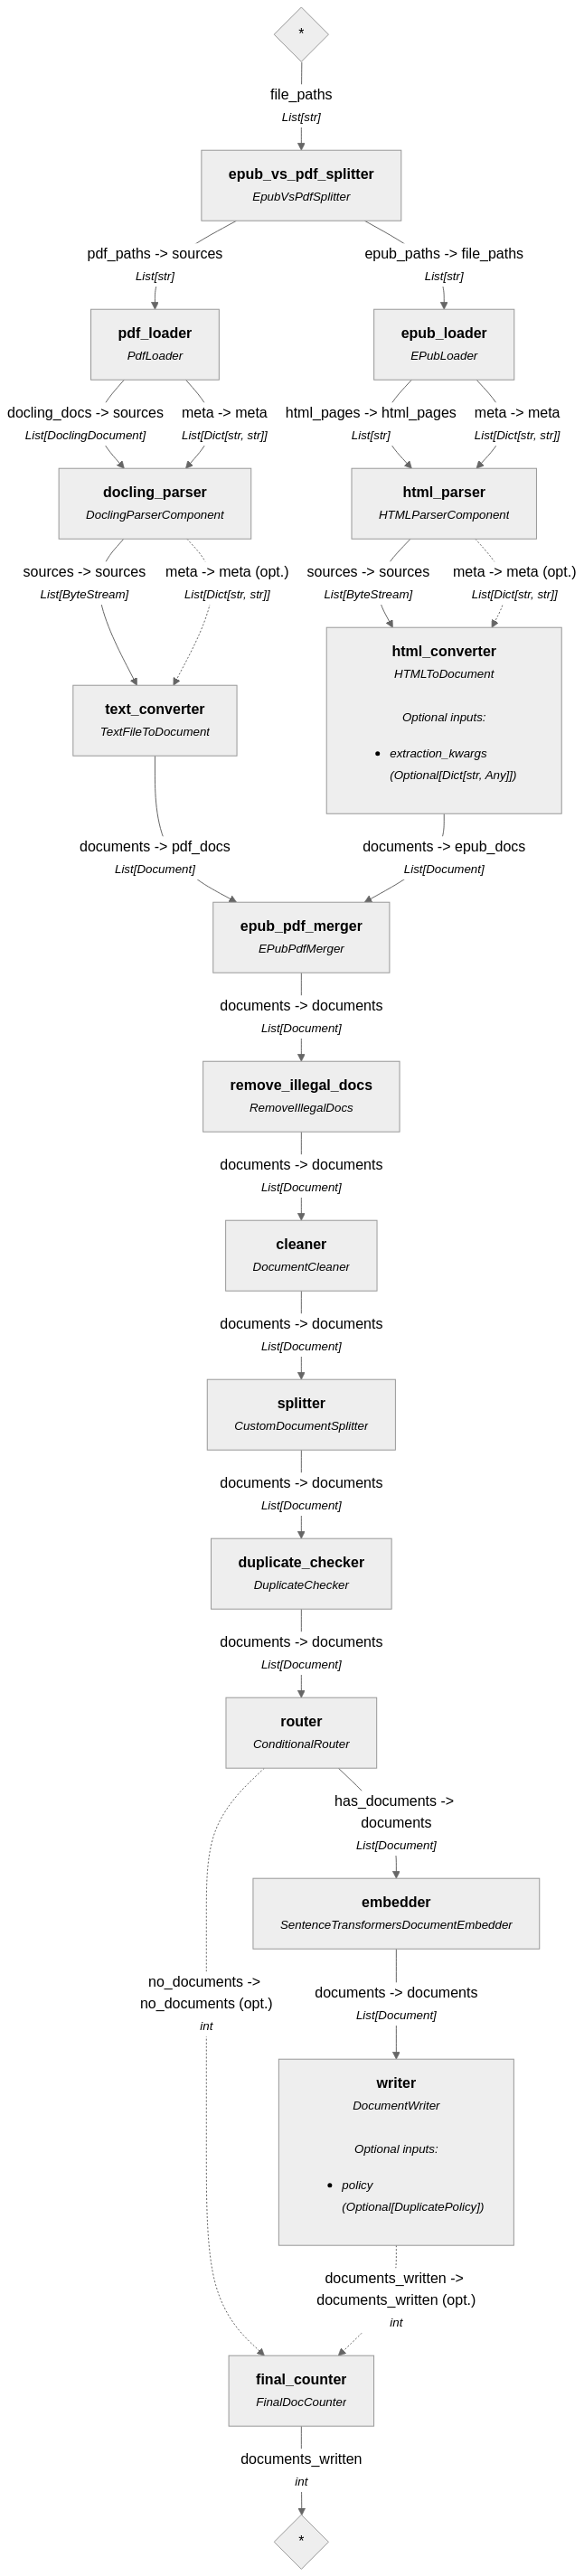 *
file_paths
List[str]
epub_vs_pdf_splitter
EpubVsPdfSplitter
pdf_paths -> sources
List[str]
epub_paths -> file_paths
List[str]
pdf_loader
PdfLoader
epub_loader
EPubLoader
docling_docs -> sources
List[DoclingDocument]
meta -> meta
List[Dict[str, str]]
html_pages -> html_pages
List[str]
meta -> meta
List[Dict[str, str]]
docling_parser
DoclingParserComponent
html_parser
HTMLParserComponent
sources -> sources
List[ByteStream]
meta -> meta (opt.)
List[Dict[str, str]]
sources -> sources
List[ByteStream]
meta -> meta (opt.)
List[Dict[str, str]]
html_converter
HTMLToDocument
Optional inputs:
• extraction_kwargs
(Optional[Dict[str, Any]])
text_converter
TextFileToDocument
documents -> pdf_docs
List[Document]
documents -> epub_docs
List[Document]
epub_pdf_merger
EPubPdfMerger
documents -> documents
List[Document]
remove_illegal_docs
RemoveIllegalDocs
documents -> documents
List[Document]
cleaner
DocumentCleaner
documents -> documents
List[Document]
splitter
CustomDocumentSplitter
documents -> documents
List[Document]
duplicate_checker
DuplicateChecker
documents -> documents
List[Document]
router
ConditionalRouter
has_documents ->
documents
List[Document]
embedder
SentenceTransformersDocumentEmbedder
no_documents ->
no_documents (opt.)
int
documents -> documents
List[Document]
writer
DocumentWriter
Optional inputs:
• policy
(Optional[DuplicatePolicy])
documents_written ->
documents_written (opt.)
int
final_counter
FinalDocCounter
documents_written
int
*